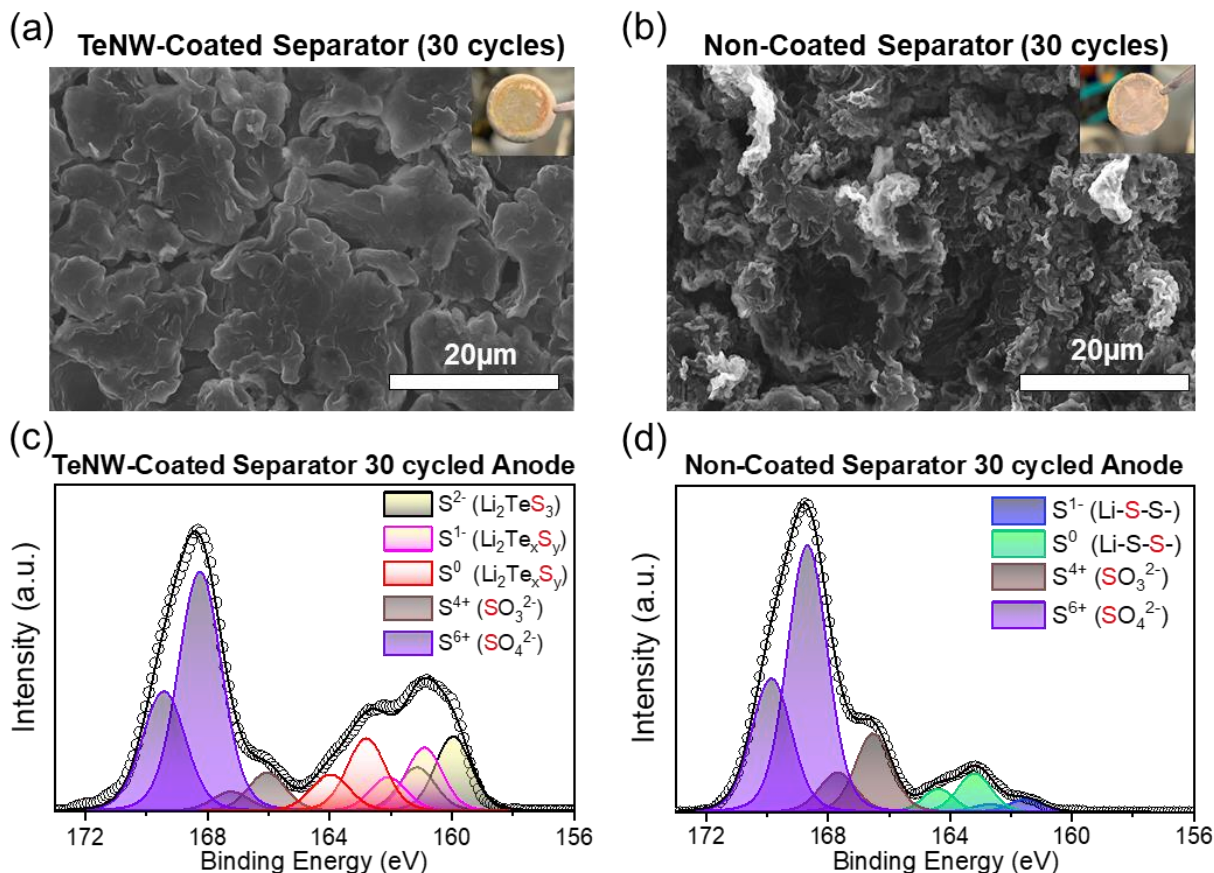 (a)
TeNW-Coated Separator (30 cycles)
20µm
(b)
Non-Coated Separator (30 cycles)
20µm
(c)
TeNW-Coated Separator 30 cycled Anode
S²⁻ (Li₂TeS₃)
S¹⁻ (Li₂TeₓSᵧ)
S⁰ (Li₂TeₓSᵧ)
S⁴⁺ (SO₃²⁻)
S⁶⁺ (SO₄²⁻)
Intensity (a.u.)
172 168 164 160 156
Binding Energy (eV)
(d)
Non-Coated Separator 30 cycled Anode
S¹⁻ (Li-S-S-)
S⁰ (Li-S-S-)
S⁴⁺ (SO₃²⁻)
S⁶⁺ (SO₄²⁻)
Intensity (a.u.)
172 168 164 160 156
Binding Energy (eV)